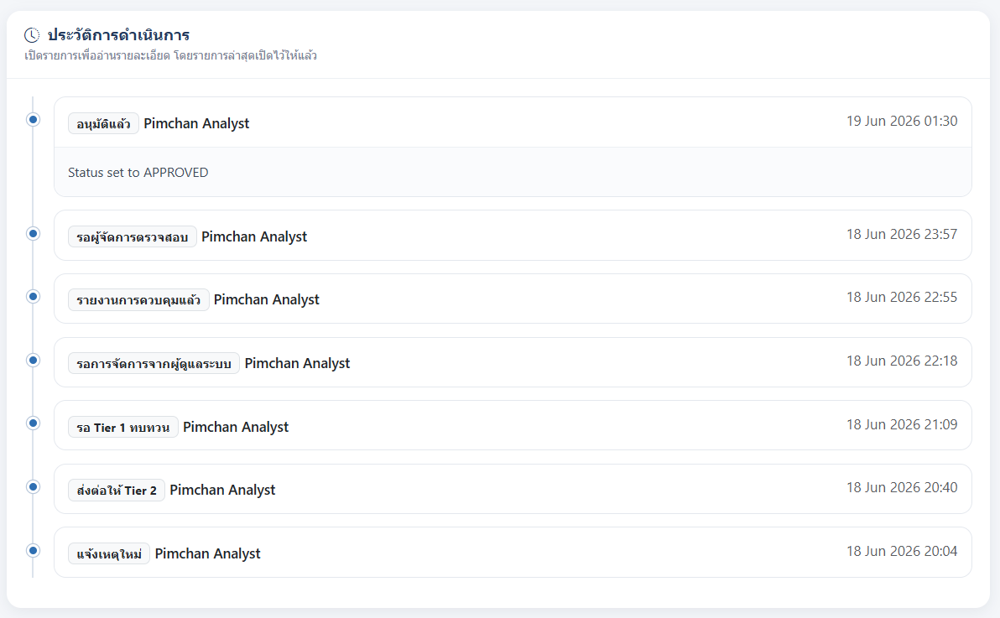 ประวัติการดำเนินการ
เปิดรายการเพื่ออ่านรายละเอียด โดยรายการล่าสุดเปิดไว้ให้แล้ว
อนุมัติแล้ว Pimchan Analyst 19 Jun 2026 01:30
Status set to APPROVED
รอผู้จัดการตรวจสอบ Pimchan Analyst 18 Jun 2026 23:57
รายงานการควบคุมแล้ว Pimchan Analyst 18 Jun 2026 22:55
รอการจัดการจากผู้ดูแลระบบ Pimchan Analyst 18 Jun 2026 22:18
รอ Tier 1 ทบทวน Pimchan Analyst 18 Jun 2026 21:09
ส่งต่อให้ Tier 2 Pimchan Analyst 18 Jun 2026 20:40
แจ้งเหตุใหม่ Pimchan Analyst 18 Jun 2026 20:04